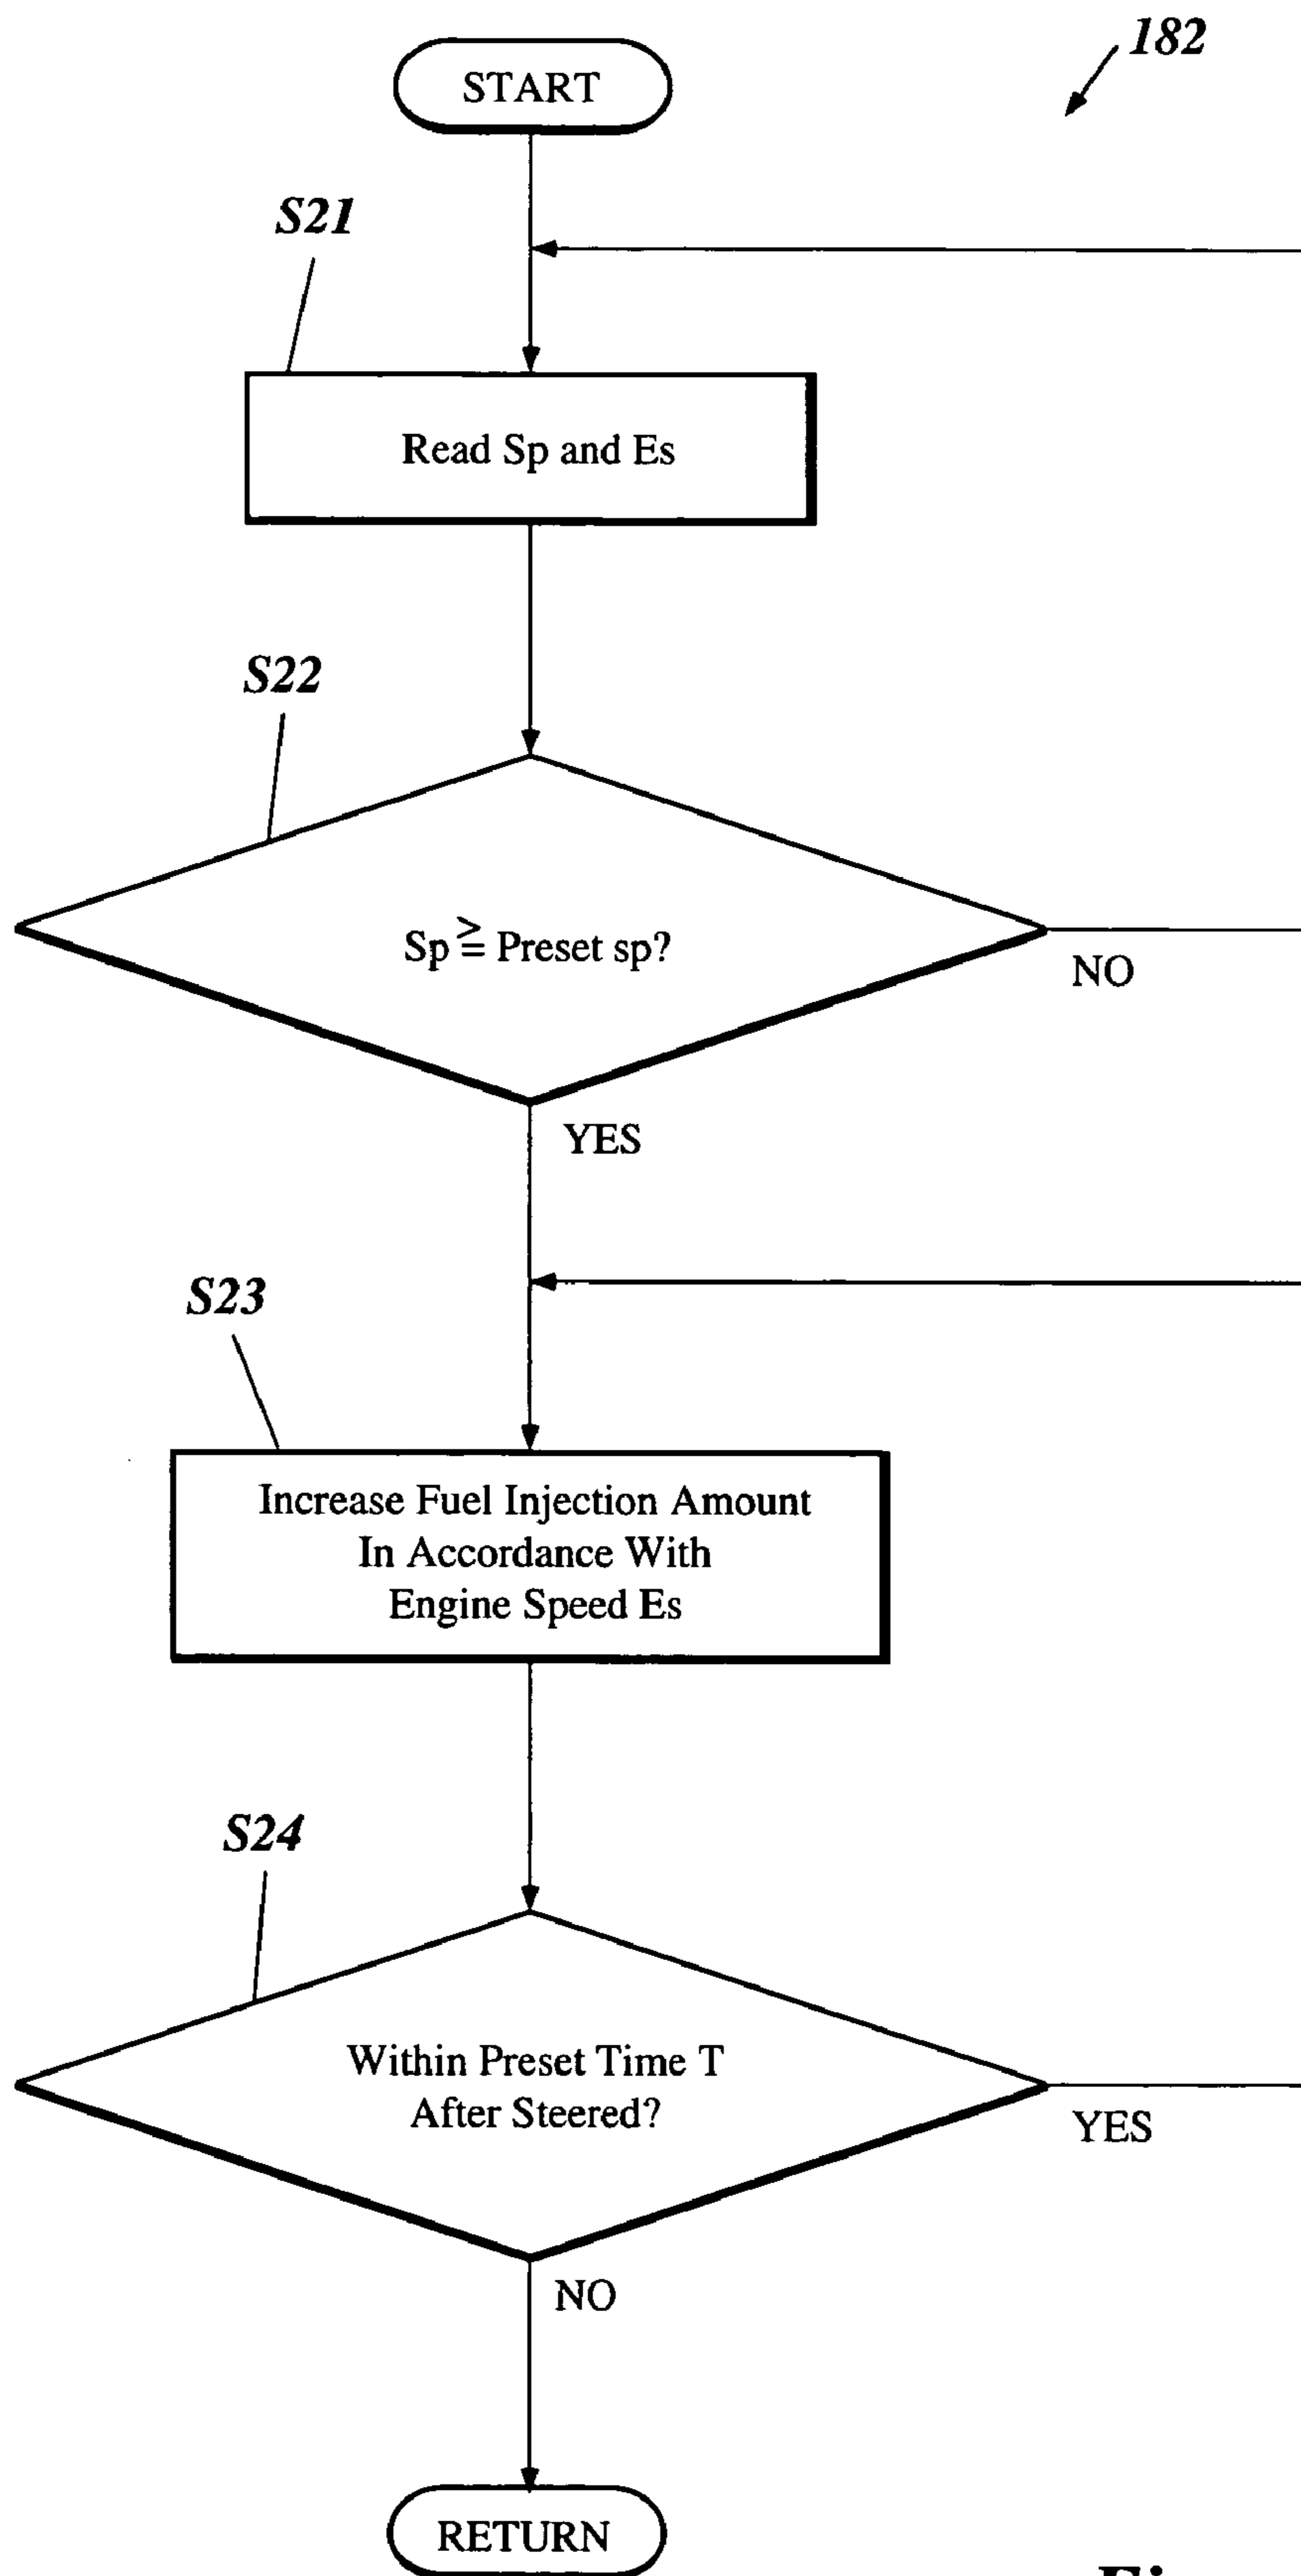 182
START
S21
Read Sp and Es
S22
Sp ≧ Preset sp?
NO
YES
S23
Increase Fuel Injection Amount
In Accordance With
Engine Speed Es
S24
Within Preset Time T
After Steered?
YES
NO
RETURN